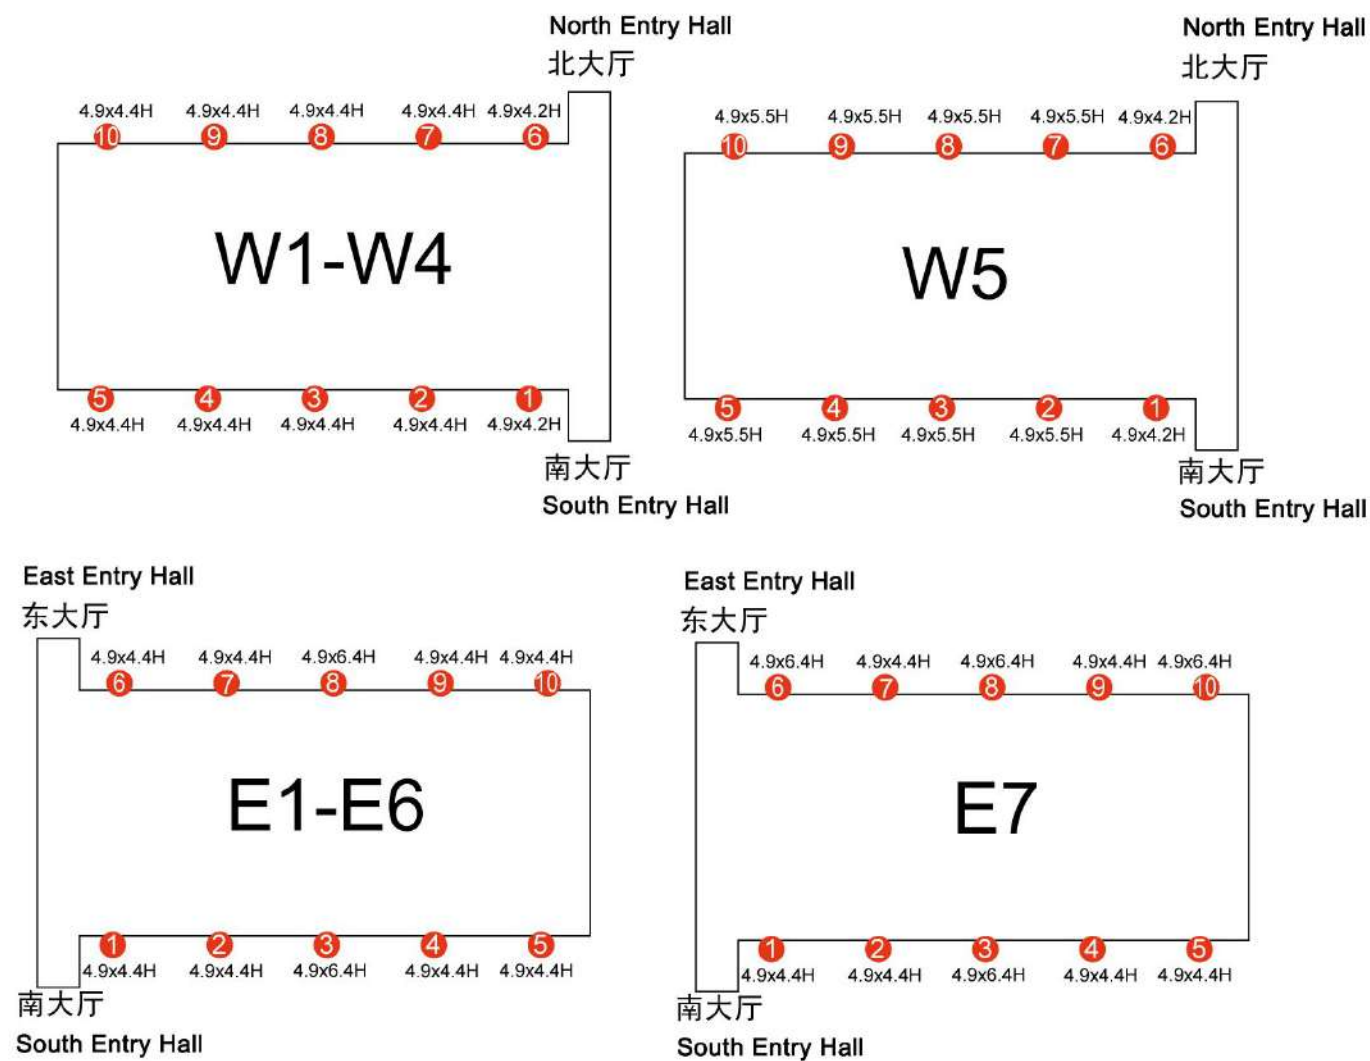 North Entry Hall
北大厅
4.9x4.4H 4.9x4.4H 4.9x4.4H 4.9x4.4H 4.9x4.2H
10 9 8 7 6
W1-W4
5 4 3 2 1
4.9x4.4H 4.9x4.4H 4.9x4.4H 4.9x4.4H 4.9x4.2H
南大厅
South Entry Hall
North Entry Hall
北大厅
4.9x5.5H 4.9x5.5H 4.9x5.5H 4.9x5.5H 4.9x4.2H
10 9 8 7 6
W5
5 4 3 2 1
4.9x5.5H 4.9x5.5H 4.9x5.5H 4.9x5.5H 4.9x4.2H
南大厅
South Entry Hall
East Entry Hall
东大厅
4.9x4.4H 4.9x4.4H 4.9x6.4H 4.9x4.4H 4.9x4.4H
6 7 8 9 10
E1-E6
1 2 3 4 5
4.9x4.4H 4.9x4.4H 4.9x6.4H 4.9x4.4H 4.9x4.4H
南大厅
South Entry Hall
East Entry Hall
东大厅
4.9x6.4H 4.9x4.4H 4.9x6.4H 4.9x4.4H 4.9x6.4H
6 7 8 9 10
E7
1 2 3 4 5
4.9x4.4H 4.9x4.4H 4.9x6.4H 4.9x4.4H 4.9x4.4H
南大厅
South Entry Hall